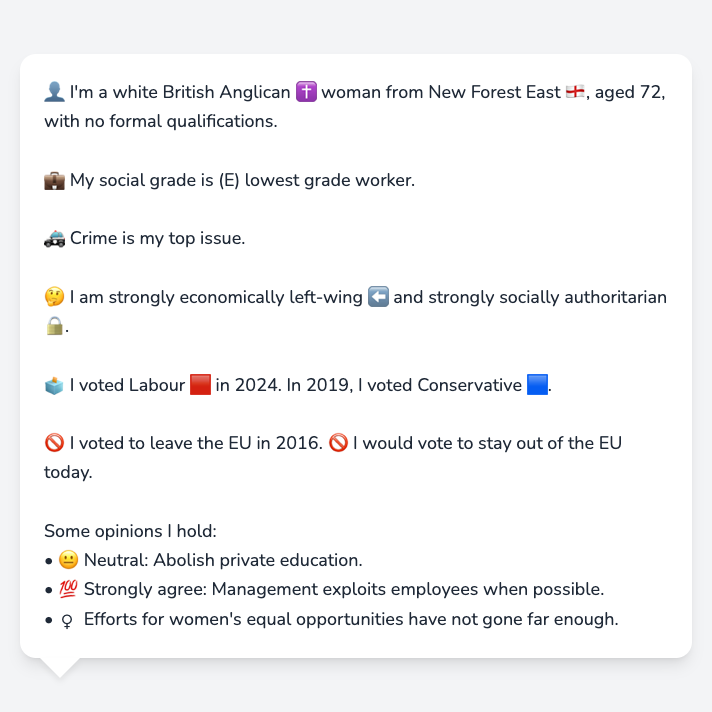 👤 I'm a white British Anglican ✝️ woman from New Forest East 🏴󠁧󠁢󠁥󠁮󠁧󠁿, aged 72,
with no formal qualifications.
💼 My social grade is (E) lowest grade worker.
🚓 Crime is my top issue.
🤔 I am strongly economically left-wing ⬅️ and strongly socially authoritarian
🔒.
🗳️ I voted Labour 🟥 in 2024. In 2019, I voted Conservative 🟦.
🚫 I voted to leave the EU in 2016. 🚫 I would vote to stay out of the EU
today.
Some opinions I hold:
• 😐 Neutral: Abolish private education.
• 💯 Strongly agree: Management exploits employees when possible.
• ♀ Efforts for women's equal opportunities have not gone far enough.